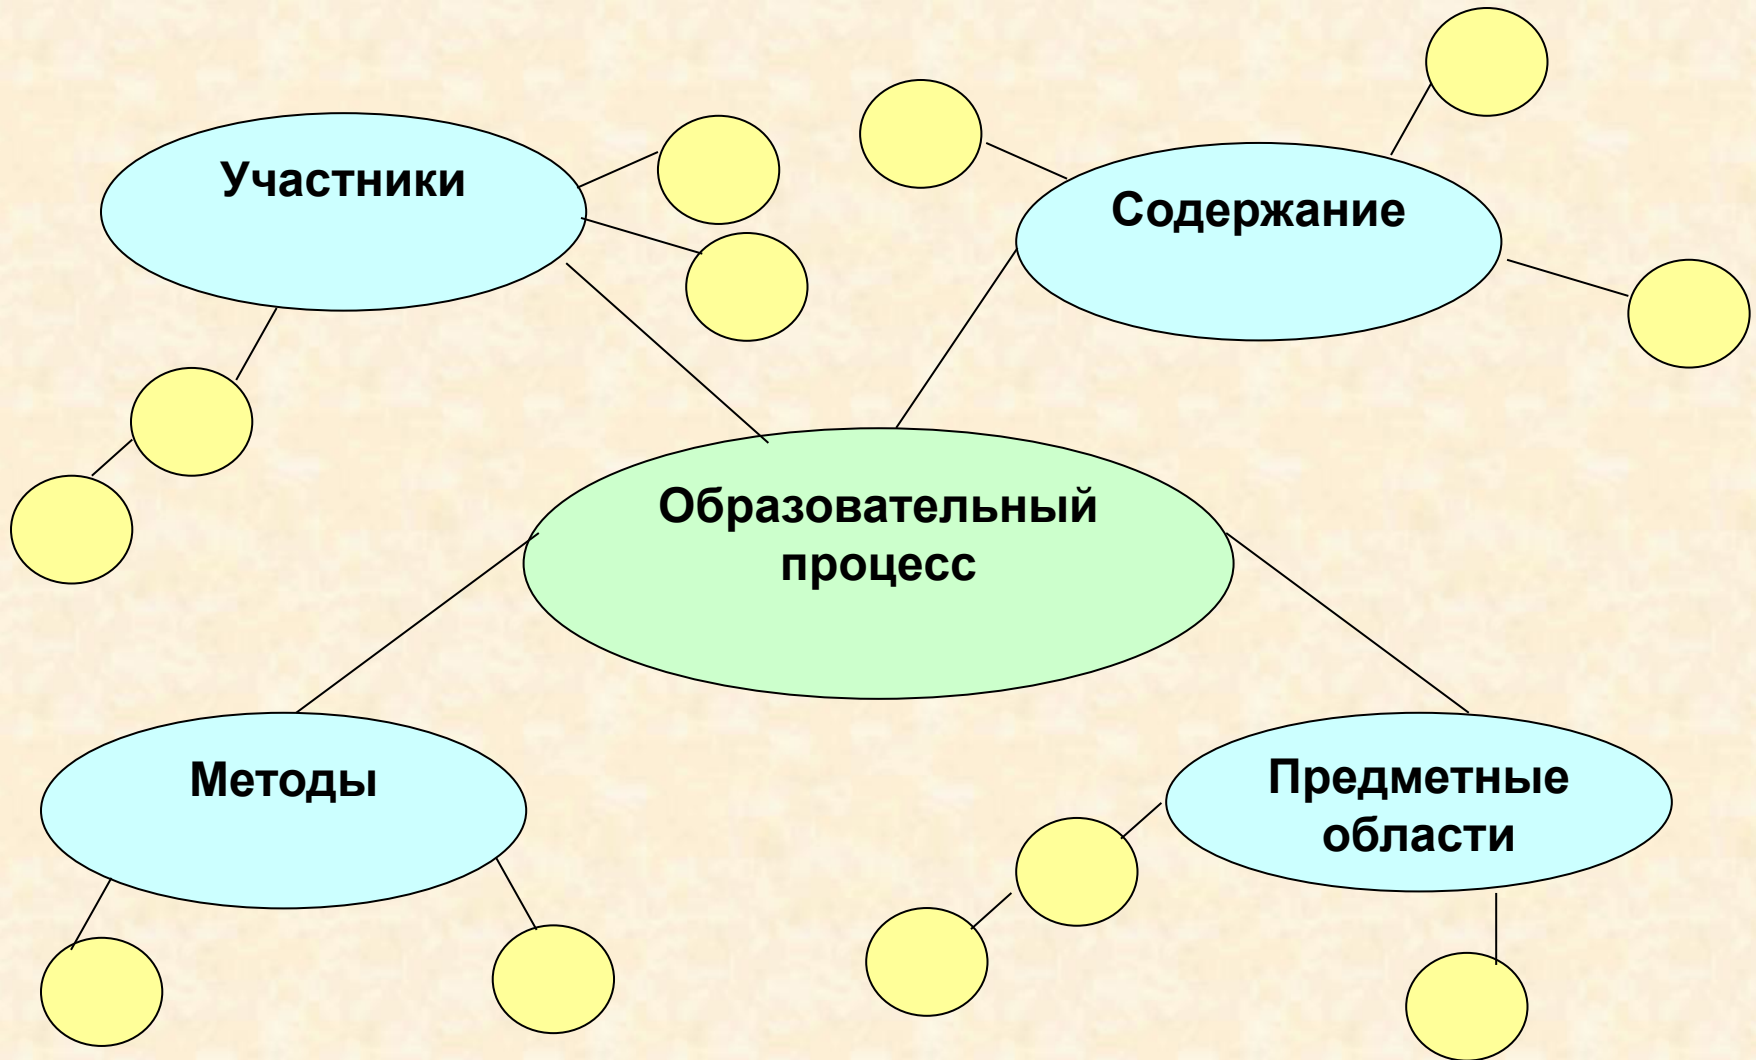 Участники
Содержание
Образовательный
процесс
Методы
Предметные
области